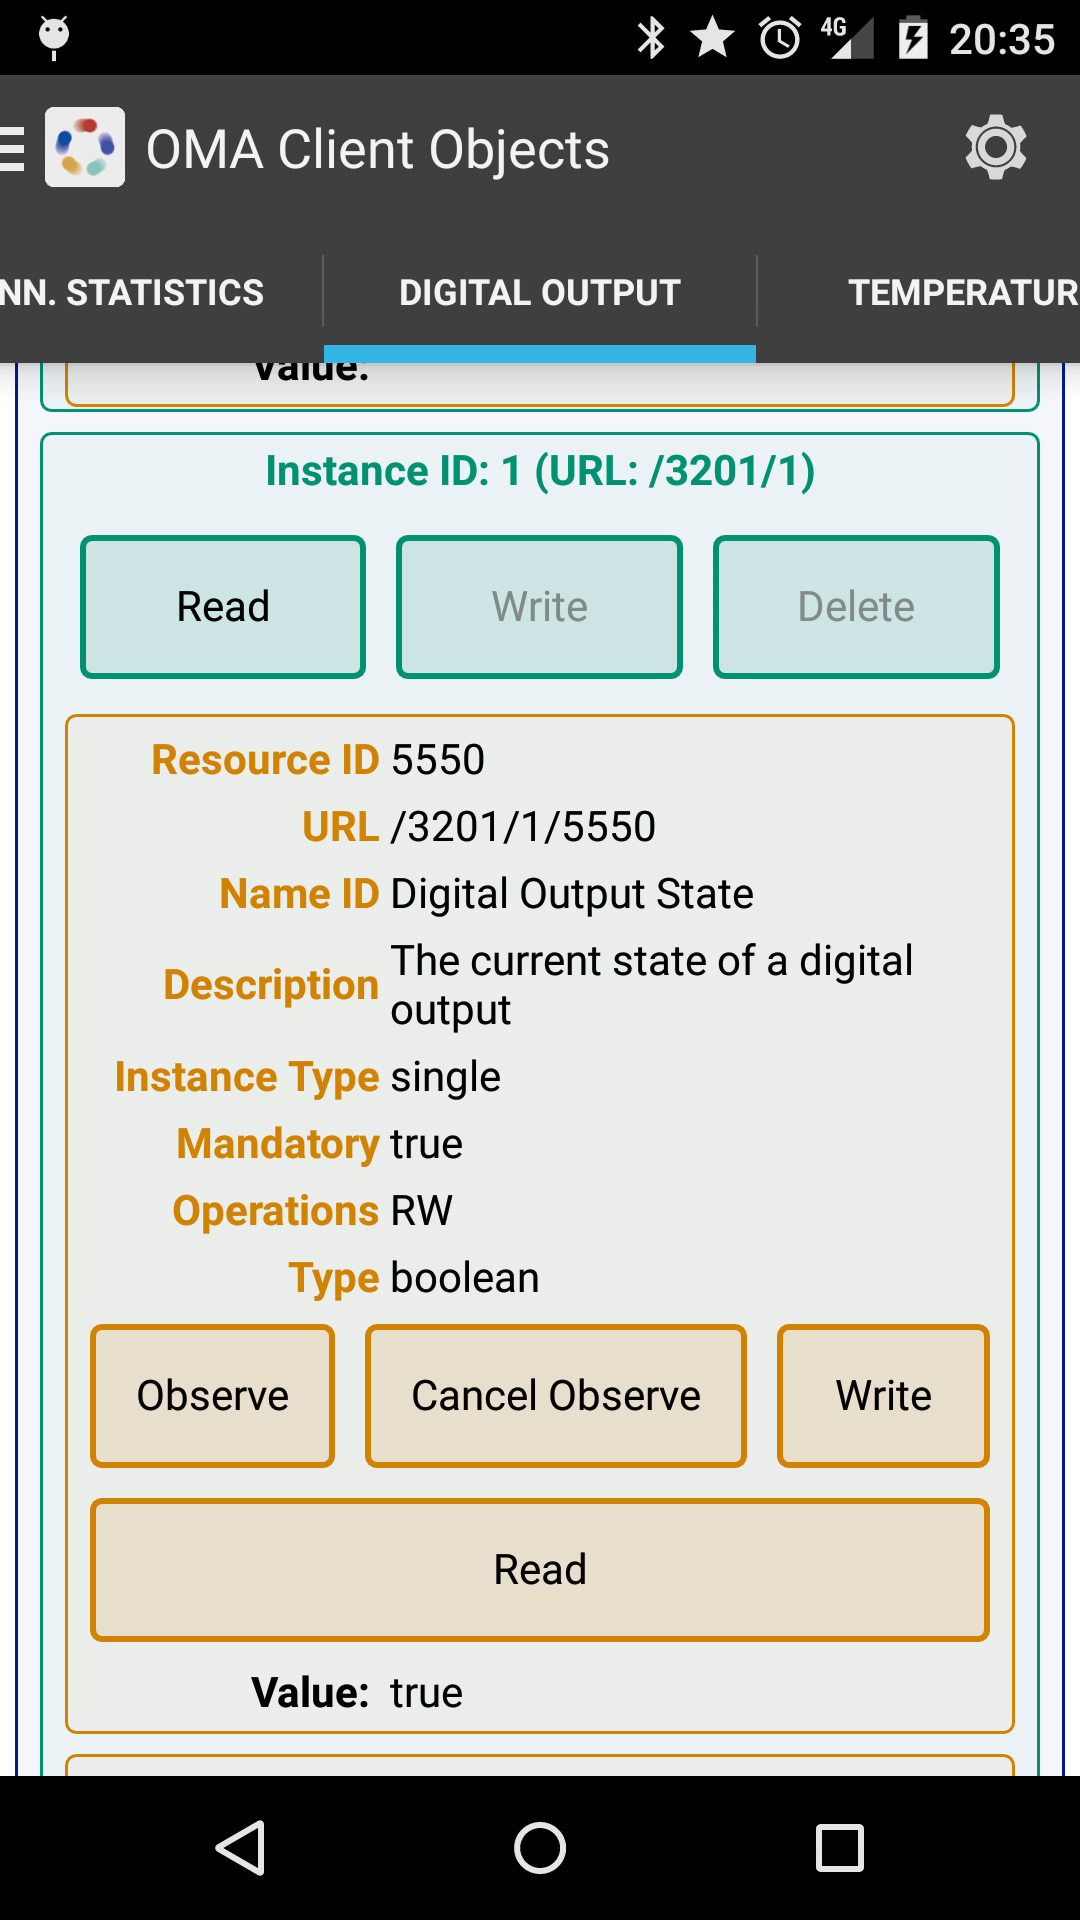 4G 20:35
OMA Client Objects
NN. STATISTICS DIGITAL OUTPUT TEMPERATUR
Value:
Instance ID: 1 (URL: /3201/1)
Read Write Delete
Resource ID 5550
URL /3201/1/5550
Name ID Digital Output State
Description The current state of a digital
output
Instance Type single
Mandatory true
Operations RW
Type boolean
Observe Cancel Observe Write
Read
Value: true